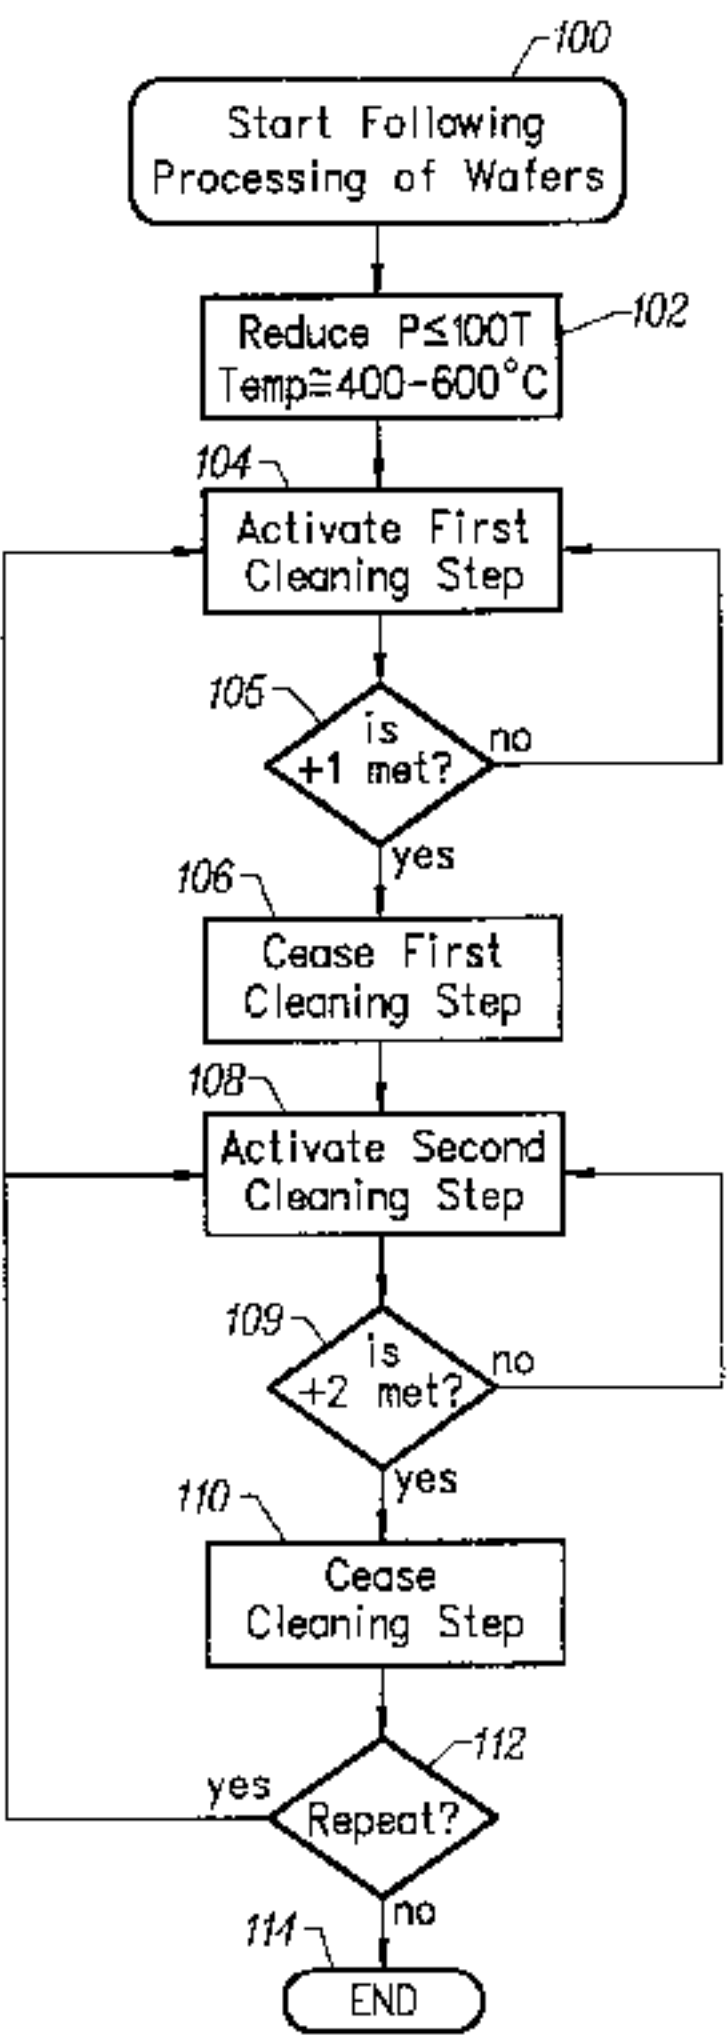 100
Start Following
Processing of Wafers
102
Reduce P≤100T
Temp≅400-600°C
104
Activate First
Cleaning Step
105
is
+1 met?
no
yes
106
Cease First
Cleaning Step
108
Activate Second
Cleaning Step
109
is
+2 met?
no
yes
110
Cease
Cleaning Step
112
yes
Repeat?
no
114
END